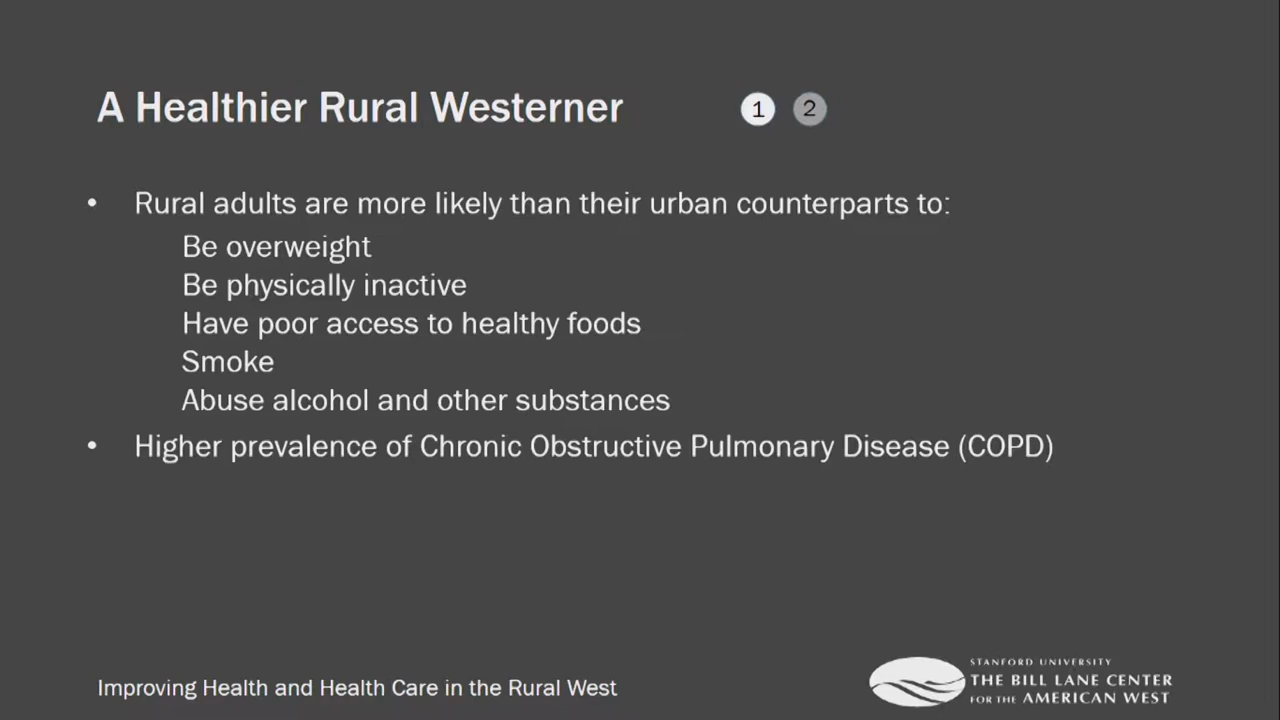 A Healthier Rural Westerner 1 2
• Rural adults are more likely than their urban counterparts to:
Be overweight
Be physically inactive
Have poor access to healthy foods
Smoke
Abuse alcohol and other substances
• Higher prevalence of Chronic Obstructive Pulmonary Disease (COPD)
Improving Health and Health Care in the Rural West
STANFORD UNIVERSITY
THE BILL LANE CENTER
FOR THE AMERICAN WEST